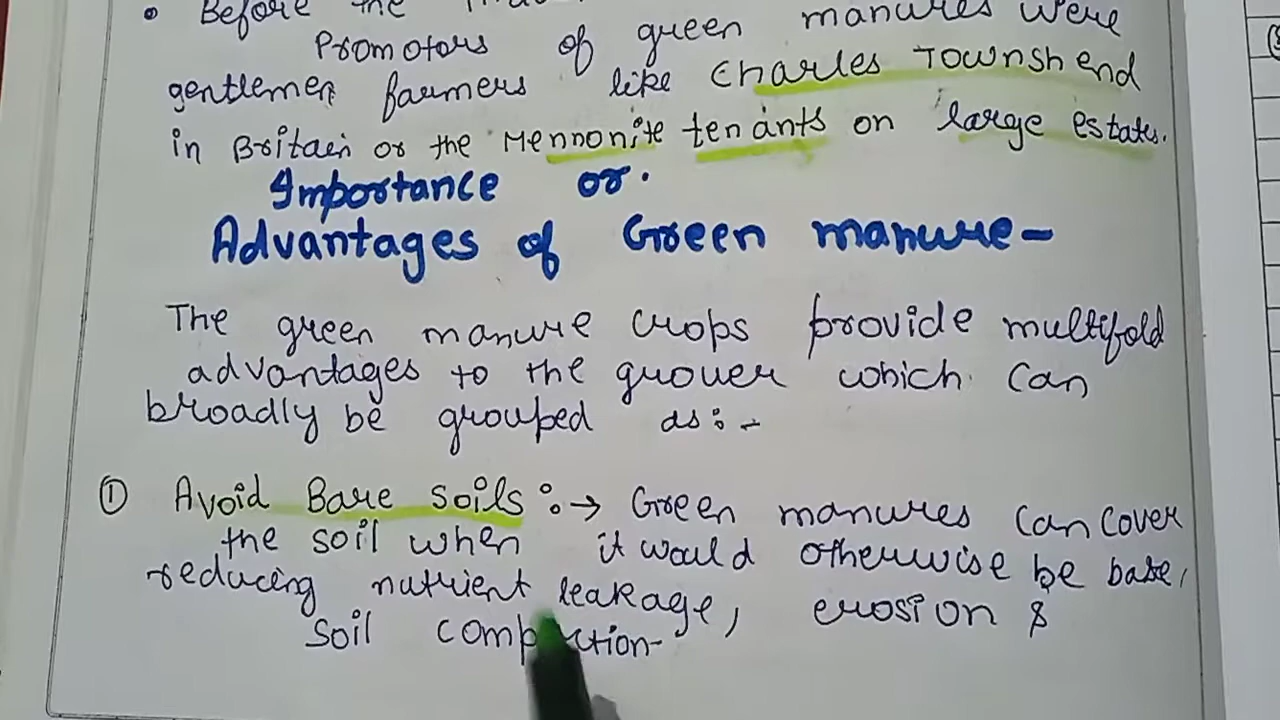 • Before the
Promotors of green manures were
gentlemen farmers like Charles Townshend
in Britain or the Mennonite tenants on large estates.
Importance or.
Advantages of Green manure-
The green manure crops provide multifold
advantages to the grower which can
broadly be grouped as:-
① Avoid Bare soils :→ Green manures can cover
the soil when it would otherwise be bare,
reducing nutrient leakage, erosion &
soil compaction-